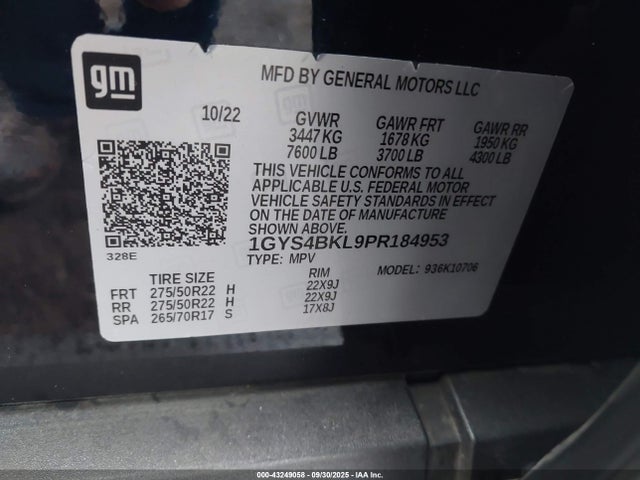 gm
MFD BY GENERAL MOTORS LLC
10/22 GVWR GAWR FRT GAWR RR
3447 KG 1678 KG 1950 KG
7600 LB 3700 LB 4300 LB
THIS VEHICLE CONFORMS TO ALL
APPLICABLE U.S. FEDERAL MOTOR
VEHICLE SAFETY STANDARDS IN EFFECT
ON THE DATE OF MANUFACTURE
SHOWN ABOVE.
1GYS4BKL9PR184953
328E
TYPE: MPV MODEL: 936K10706
TIRE SIZE RIM
FRT 275/50R22 H 22X9J
RR 275/50R22 H 22X9J
SPA 265/70R17 S 17X8J
000-43249058 - 09/30/2025 - IAA Inc.